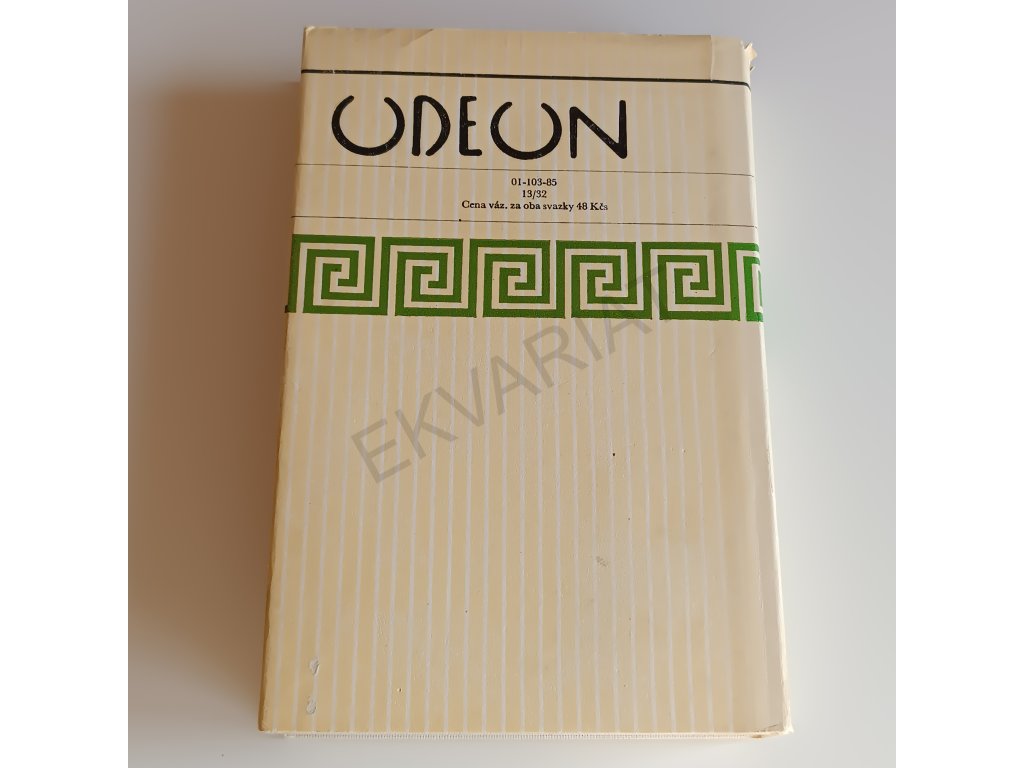 ODEON
01-103-85
13/32
Cena váz. za oba svazky 48 Kčs
EKVARIAT